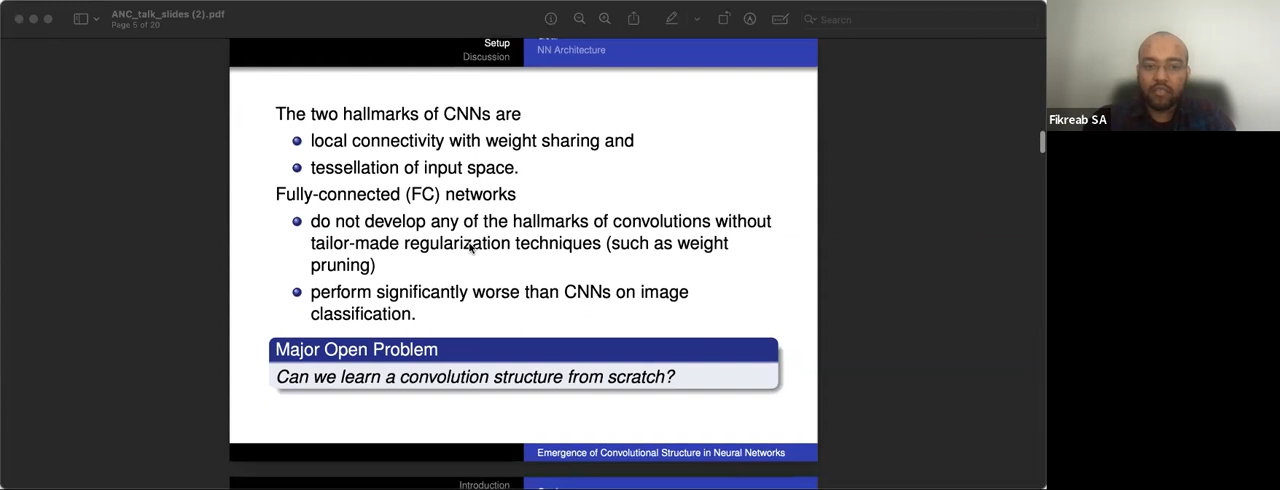 ANC_talk_slides (2).pdf
Page 5 of 20
Search
Setup
Discussion
NN Architecture
The two hallmarks of CNNs are
local connectivity with weight sharing and
tessellation of input space.
Fully-connected (FC) networks
do not develop any of the hallmarks of convolutions without
tailor-made regularization techniques (such as weight
pruning)
perform significantly worse than CNNs on image
classification.
Major Open Problem
Can we learn a convolution structure from scratch?
Emergence of Convolutional Structure in Neural Networks
Introduction
Fikreab SA